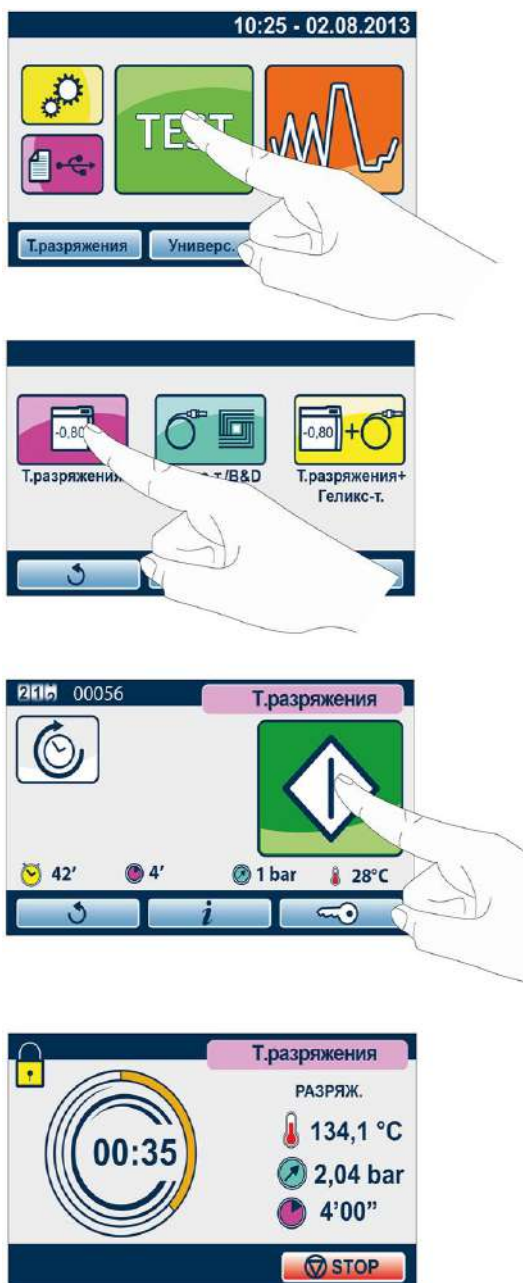 10:25 - 02.08.2013
TEST
Т.разряжения Универс.
-0,80 -0,80 +
Т.разряжения т/B&D Т.разряжения+
Геликс-т.
00056 Т.разряжения
42’ 4’ 1 bar 28°C
i
Т.разряжения
РАЗРЯЖ.
134,1 °C
00:35
2,04 bar
4’00”
STOP